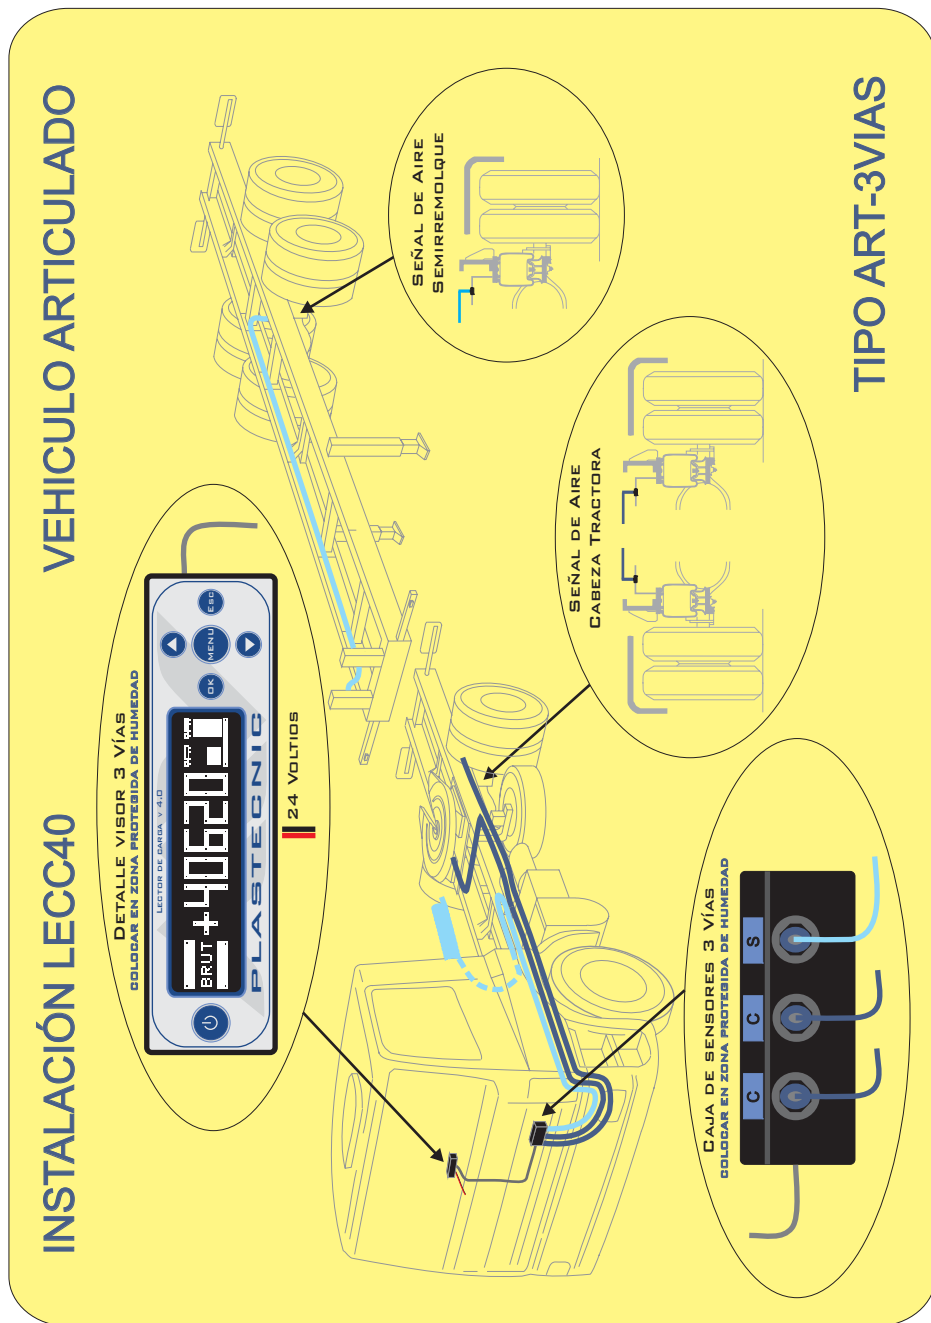 INSTALACIÓN LECC40
VEHICULO ARTICULADO
DETALLE VISOR 3 VÍAS
COLOCAR EN ZONA PROTEGIDA DE HUMEDAD
LECTOR DE CARGA V 4.0
BRUT +40620
OK
MENU
ESC
PLASTECNIC
24 VOLTIOS
SEÑAL DE AIRE
SEMIRREMOLQUE
SEÑAL DE AIRE
CABEZA TRACTORA
CAJA DE SENSORES 3 VÍAS
COLOCAR EN ZONA PROTEGIDA DE HUMEDAD
C
C
S
TIPO ART-3VIAS